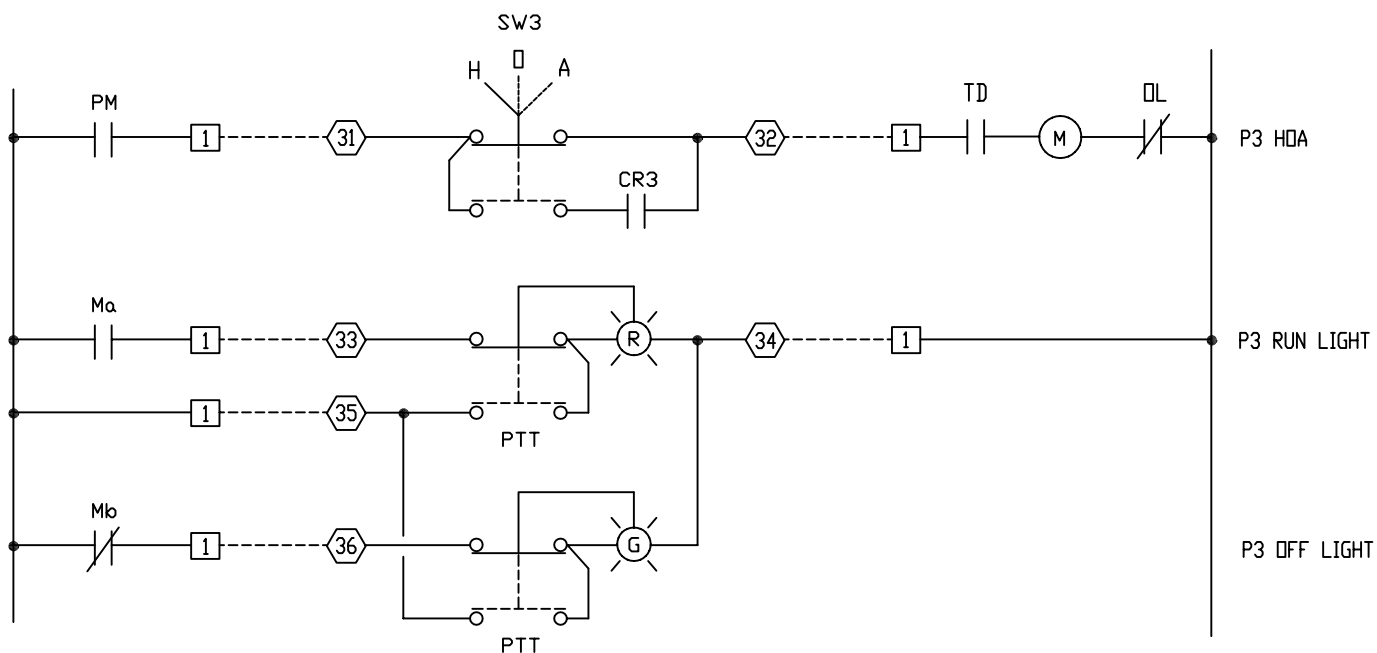 SW3
H O A
PM 1 31 CR3 32 1 TD M OL P3 HOA
Ma 1 33 R 34 1 P3 RUN LIGHT
1 35
PTT
Mb 1 36 G P3 OFF LIGHT
PTT